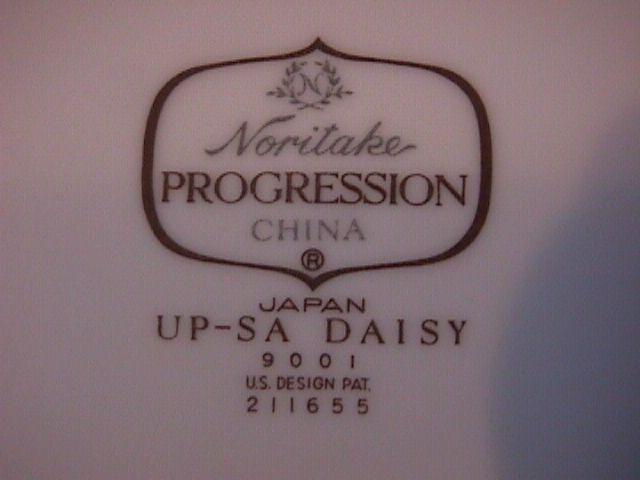 N
Noritake
PROGRESSION
CHINA
®
JAPAN
UP-SA DAISY
9001
U.S. DESIGN PAT.
211655